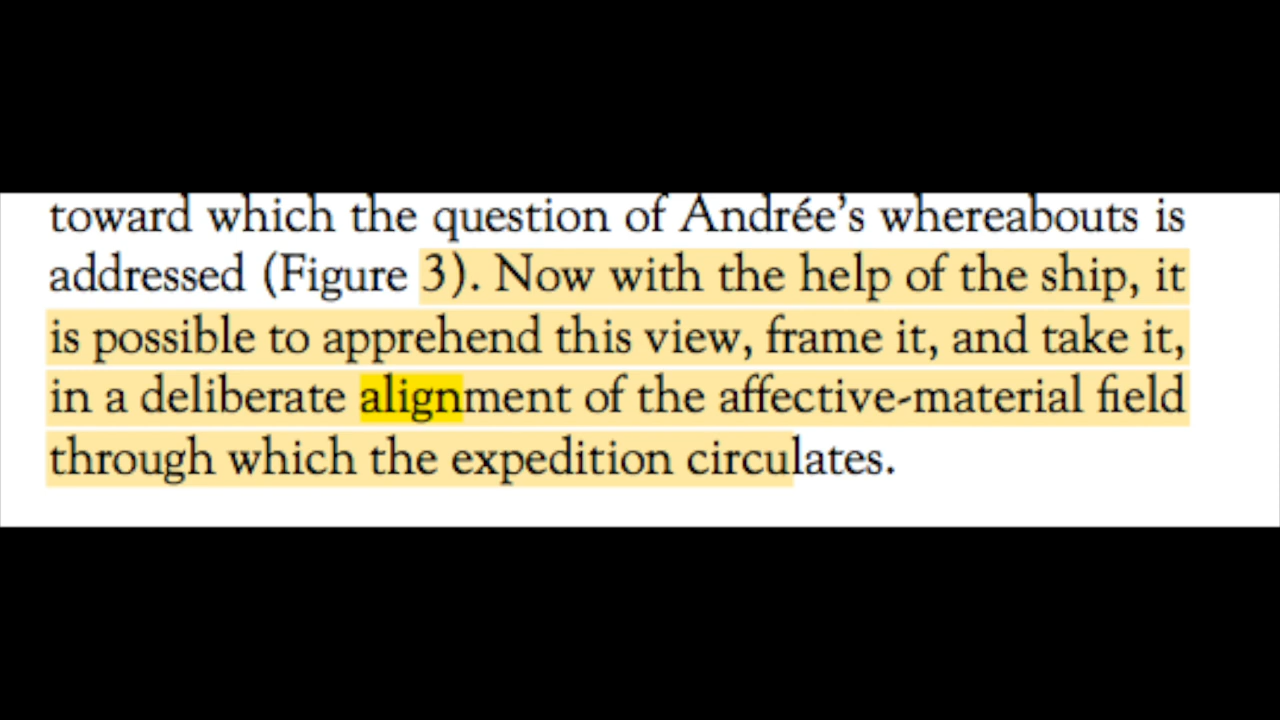 toward which the question of Andrée’s whereabouts is
addressed (Figure 3). Now with the help of the ship, it
is possible to apprehend this view, frame it, and take it,
in a deliberate alignment of the affective-material field
through which the expedition circulates.